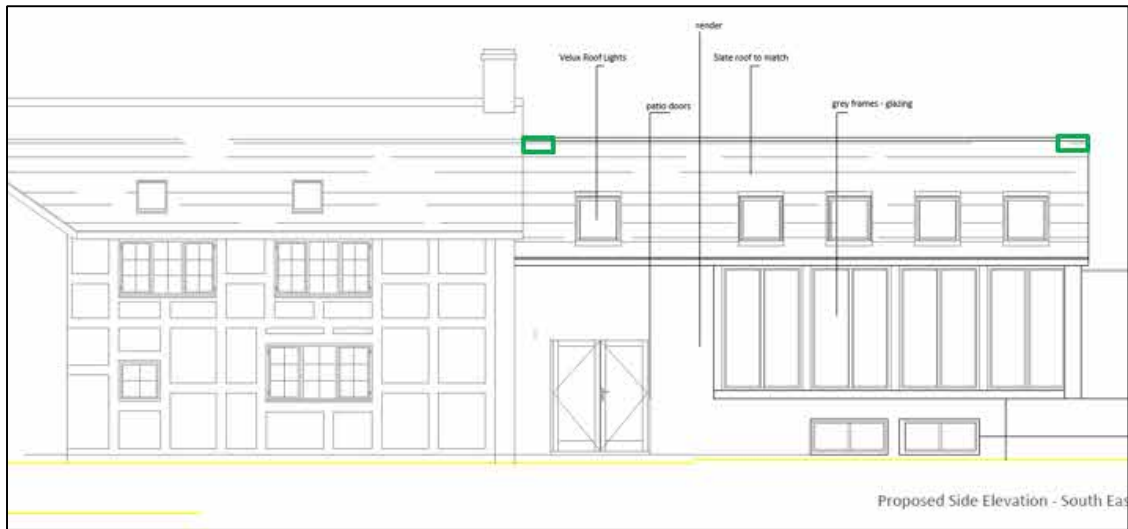 render
Velux Roof Lights
Slate roof to match
patio doors
grey frames - glazing
Proposed Side Elevation - South Eas